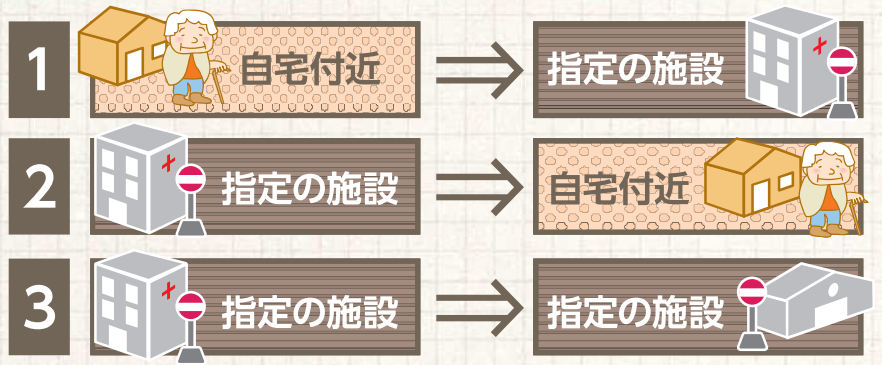 1 自宅付近 ⇒ 指定の施設
2 指定の施設 ⇒ 自宅付近
3 指定の施設 ⇒ 指定の施設